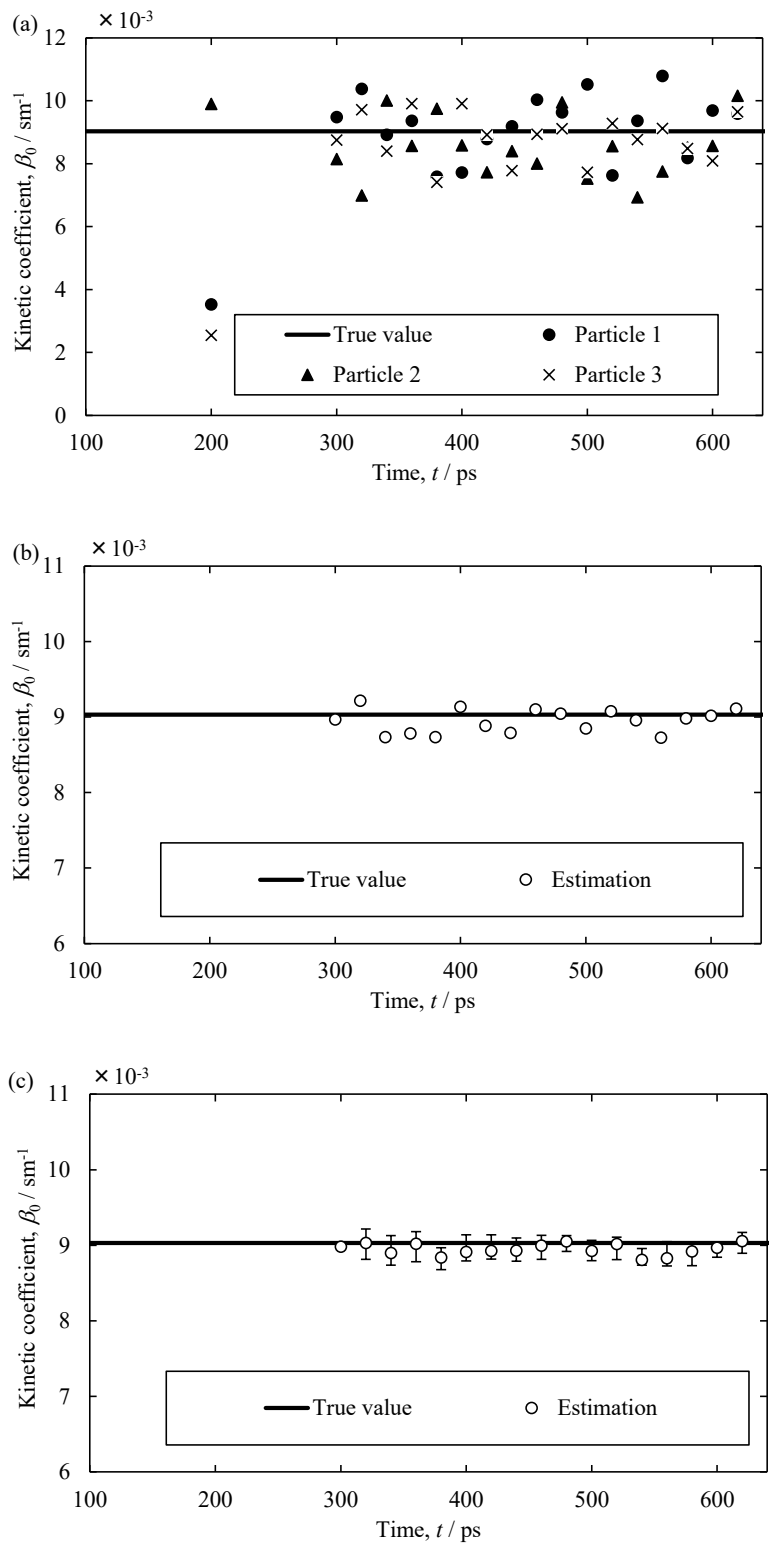 (a)
× 10-3
12
10
8
6
4
2
0
Kinetic coefficient, β0 / sm-1
True value
Particle 1
Particle 2
Particle 3
100 200 300 400 500 600
Time, t / ps
(b)
× 10-3
11
10
9
8
7
6
Kinetic coefficient, β0 / sm-1
True value
Estimation
100 200 300 400 500 600
Time, t / ps
(c)
× 10-3
11
10
9
8
7
6
Kinetic coefficient, β0 / sm-1
True value
Estimation
100 200 300 400 500 600
Time, t / ps